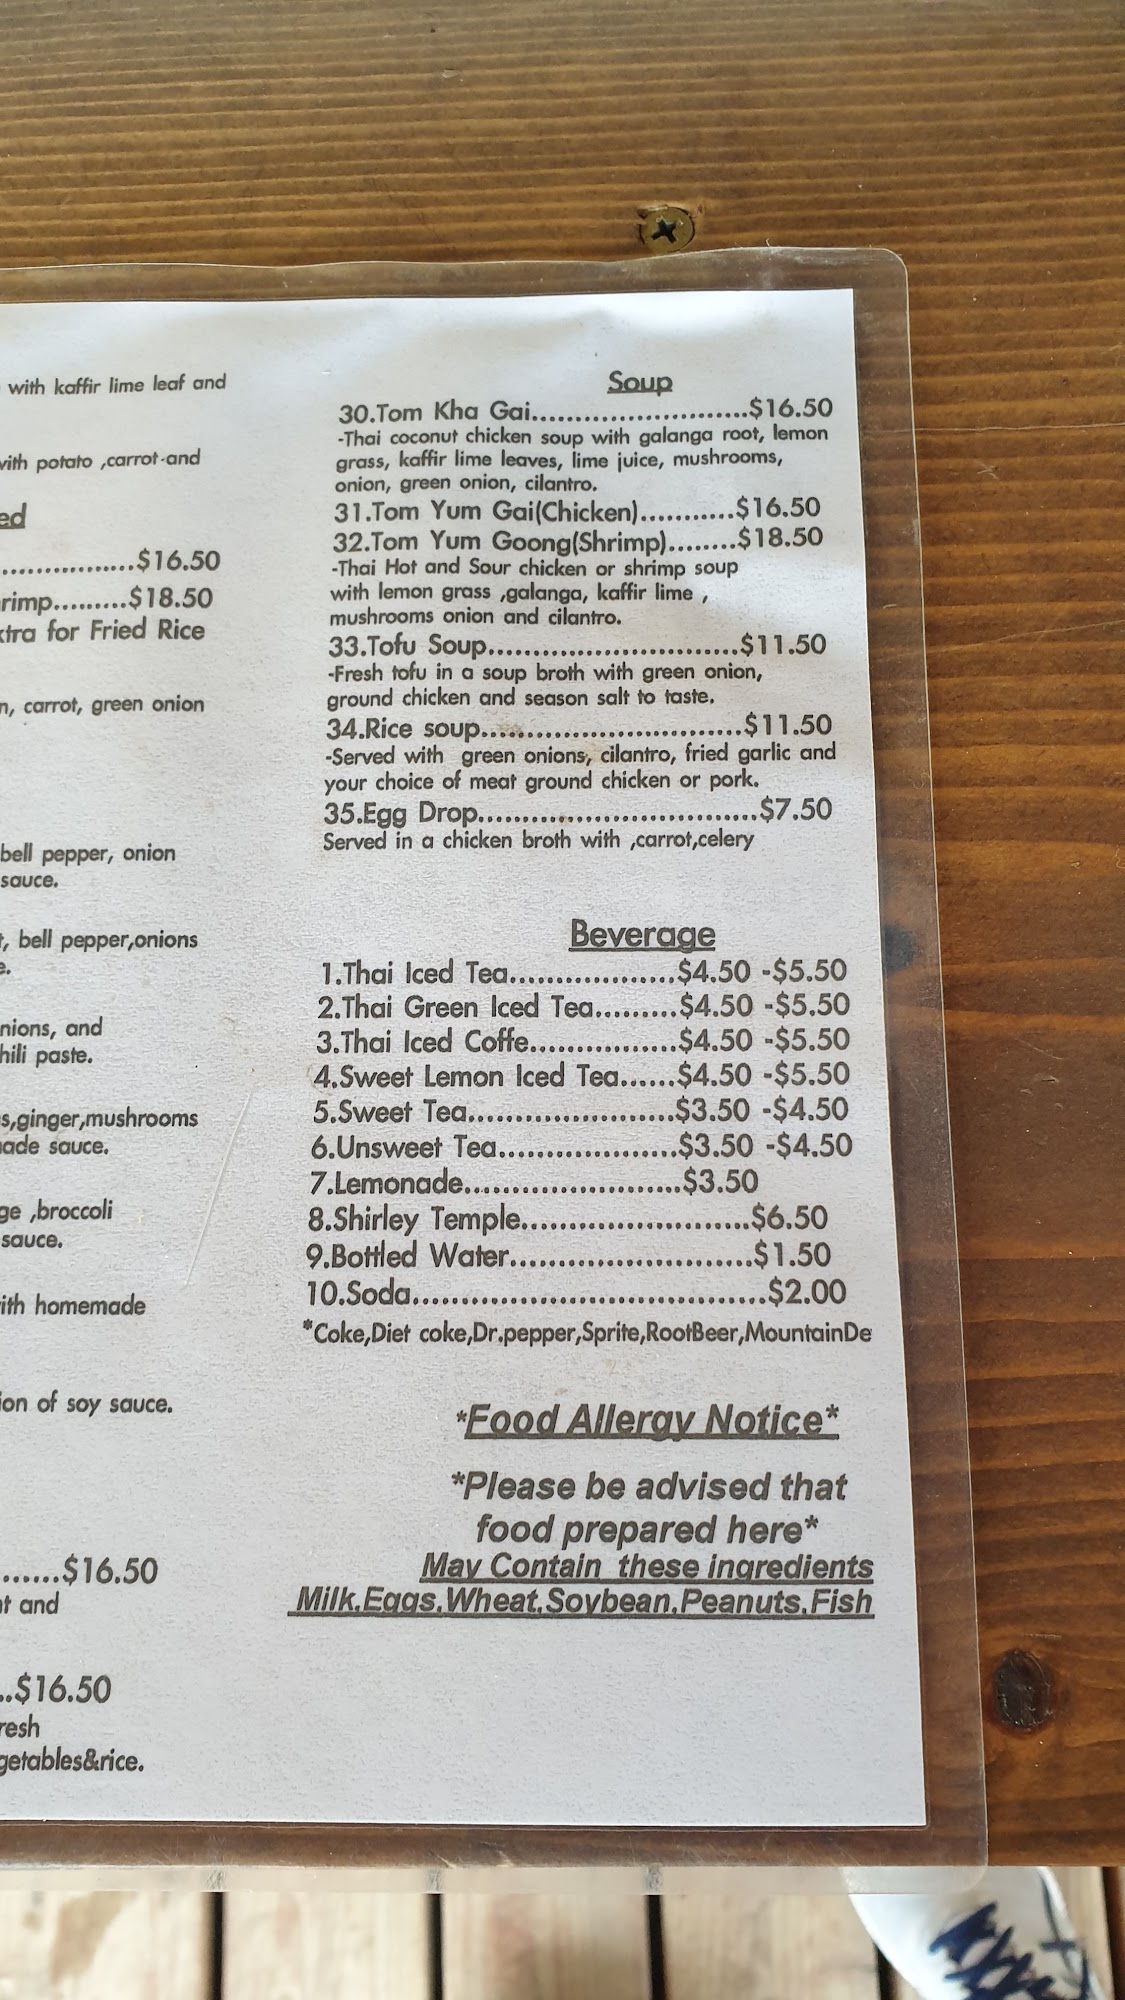 with kaffir lime leaf and
with potato ,carrot and
$16.50
$18.50
for Fried Rice
carrot, green onion
bell pepper, onion
sauce.
bell pepper,onions
and
paste.
ginger,mushrooms
sauce.
,broccoli
sauce.
homemade
of soy sauce.
.......$16.50
and
..$16.50
&rice.
Soup
30.Tom Kha Gai.........................$16.50
-Thai coconut chicken soup with galanga root, lemon
grass, kaffir lime leaves, lime juice, mushrooms,
onion, green onion, cilantro.
31.Tom Yum Gai(Chicken)...........$16.50
32.Tom Yum Goong(Shrimp)........$18.50
-Thai Hot and Sour chicken or shrimp soup
with lemon grass ,galanga, kaffir lime ,
mushrooms onion and cilantro.
33.Tofu Soup.............................$11.50
-Fresh tofu in a soup broth with green onion,
ground chicken and season salt to taste.
34.Rice soup..............................$11.50
-Served with green onions, cilantro, fried garlic and
your choice of meat ground chicken or pork.
35.Egg Drop................................$7.50
Served in a chicken broth with ,carrot,celery
Beverage
1.Thai Iced Tea...................$4.50 -$5.50
2.Thai Green Iced Tea.........$4.50 -$5.50
3.Thai Iced Coffe.................$4.50 -$5.50
4.Sweet Lemon Iced Tea......$4.50 -$5.50
5.Sweet Tea.......................$3.50 -$4.50
6.Unsweet Tea....................$3.50 -$4.50
7.Lemonade........................$3.50
8.Shirley Temple.........................$6.50
9.Bottled Water...........................$1.50
10.Soda.......................................$2.00
*Coke,Diet coke,Dr.pepper,Sprite,RootBeer,MountainDe
*Food Allergy Notice*
*Please be advised that
food prepared here*
May Contain these ingredients
Milk,Eggs,Wheat,Soybean,Peanuts,Fish